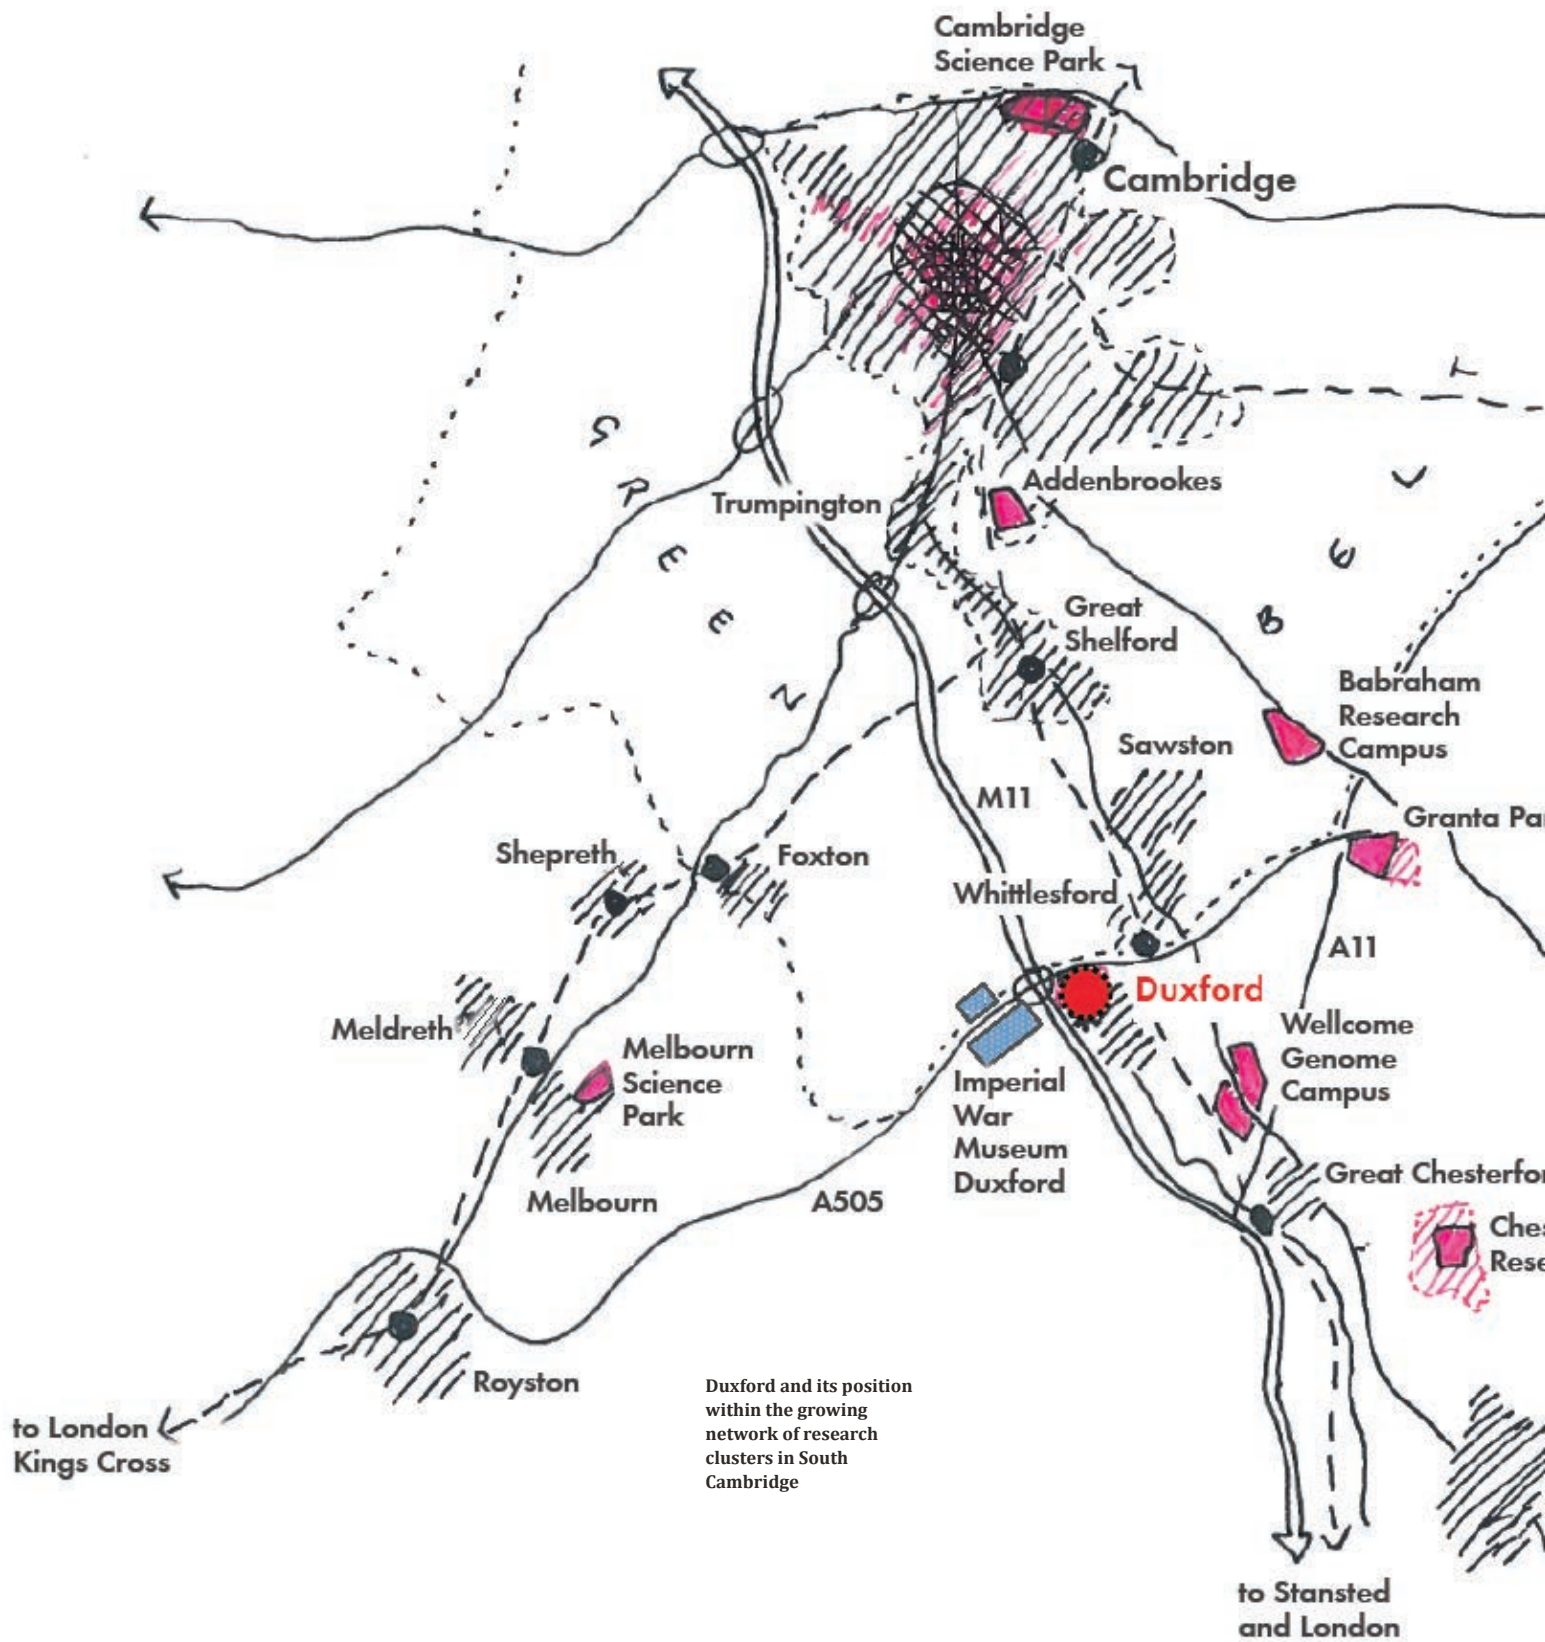 Cambridge
Science Park
Cambridge
G R E E N
B E L T
Trumpington
Addenbrookes
Great
Shelford
Babraham
Research
Campus
Sawston
M11
Granta Par
Shepreth
Foxton
Whittlesford
A11
Duxford
Meldreth
Melbourn
Science
Park
Wellcome
Genome
Campus
Imperial
War
Museum
Duxford
Great Chesterfor
Melbourn
A505
Ches
Rese
Royston
to London
Kings Cross
Duxford and its position
within the growing
network of research
clusters in South
Cambridge
to Stansted
and London